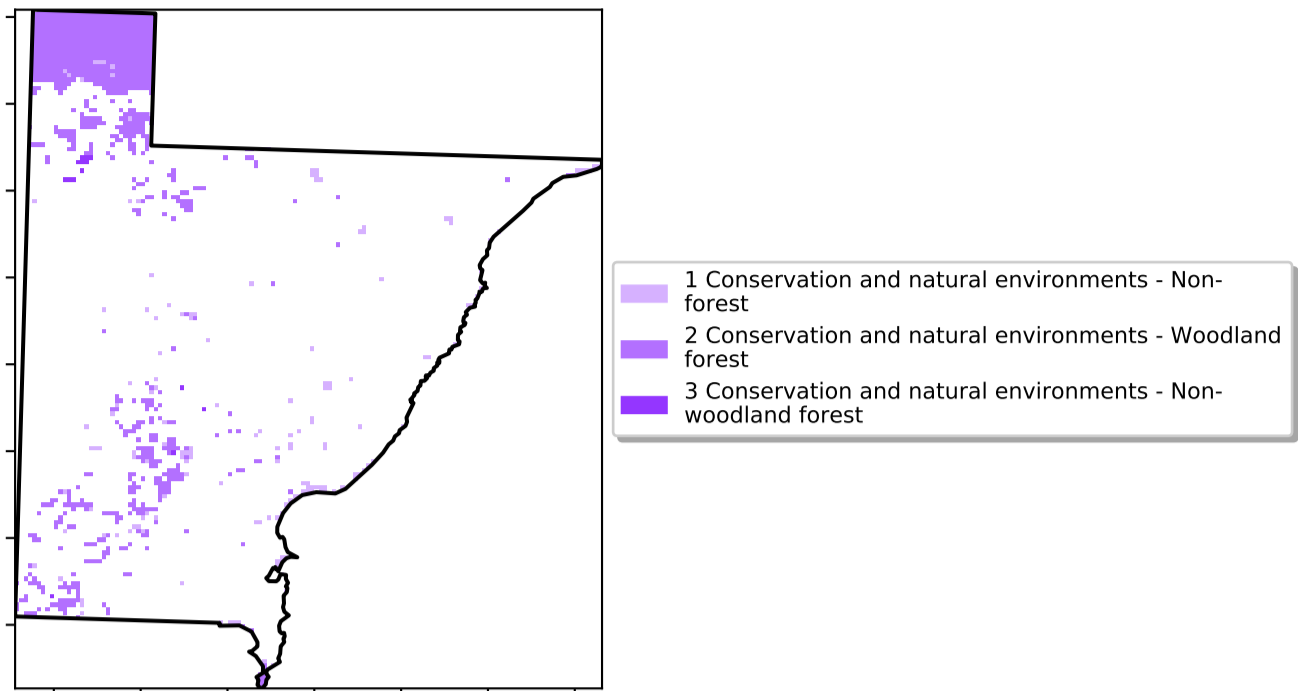 1 Conservation and natural environments - Non-
forest
2 Conservation and natural environments - Woodland
forest
3 Conservation and natural environments - Non-
woodland forest